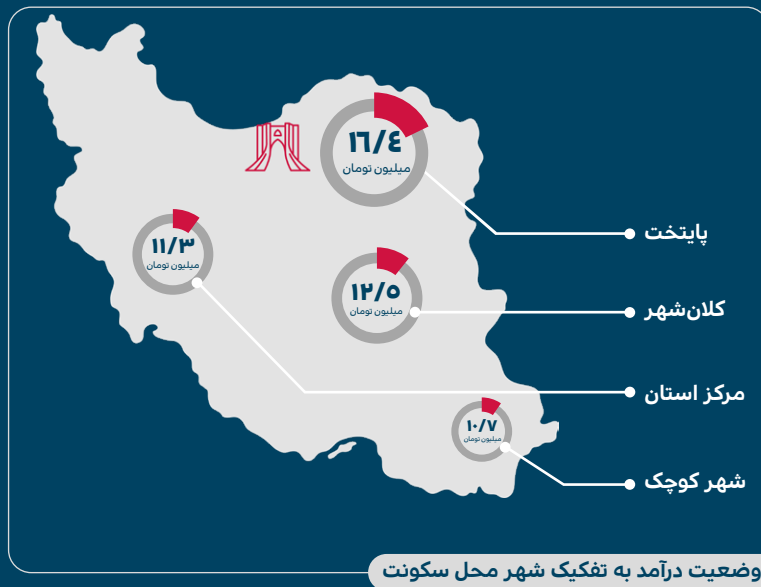 ۱۶/۴
میلیون تومان
پایتخت
۱۱/۳
میلیون تومان
۱۲/۵
میلیون تومان
کلان‌شهر
مرکز استان
۱۰/۷
میلیون تومان
شهر کوچک
وضعیت درآمد به تفکیک شهر محل سکونت